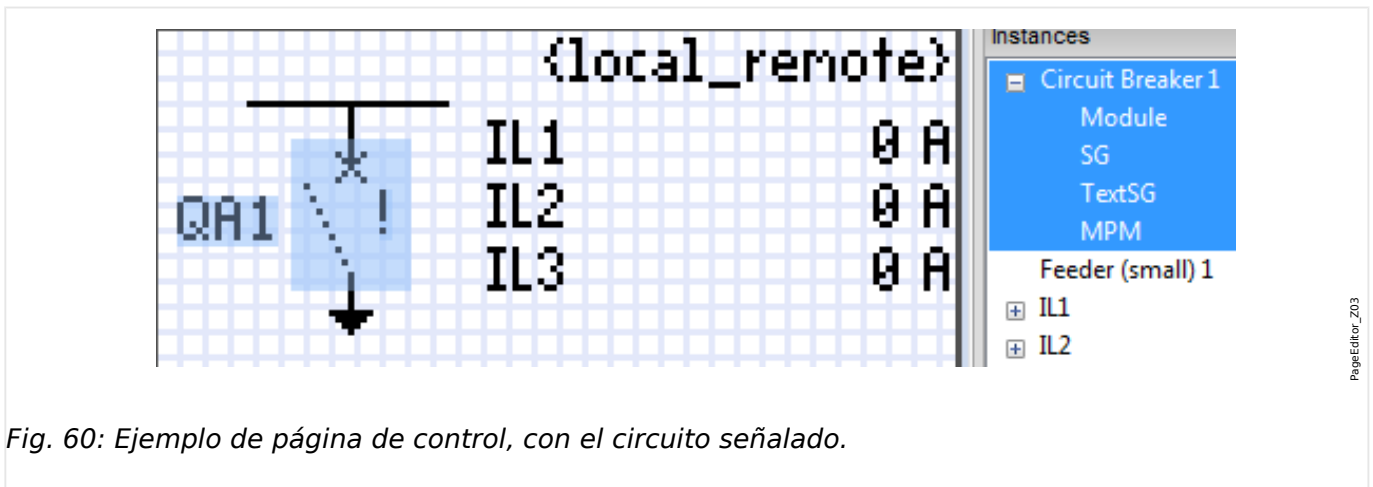 {local_remote}
IL1 0 A
QA1 ! IL2 0 A
IL3 0 A
Instances
Circuit Breaker 1
Module
SG
TextSG
MPM
Feeder (small) 1
IL1
IL2
PageEditor_Z03
Fig. 60: Ejemplo de página de control, con el circuito señalado.